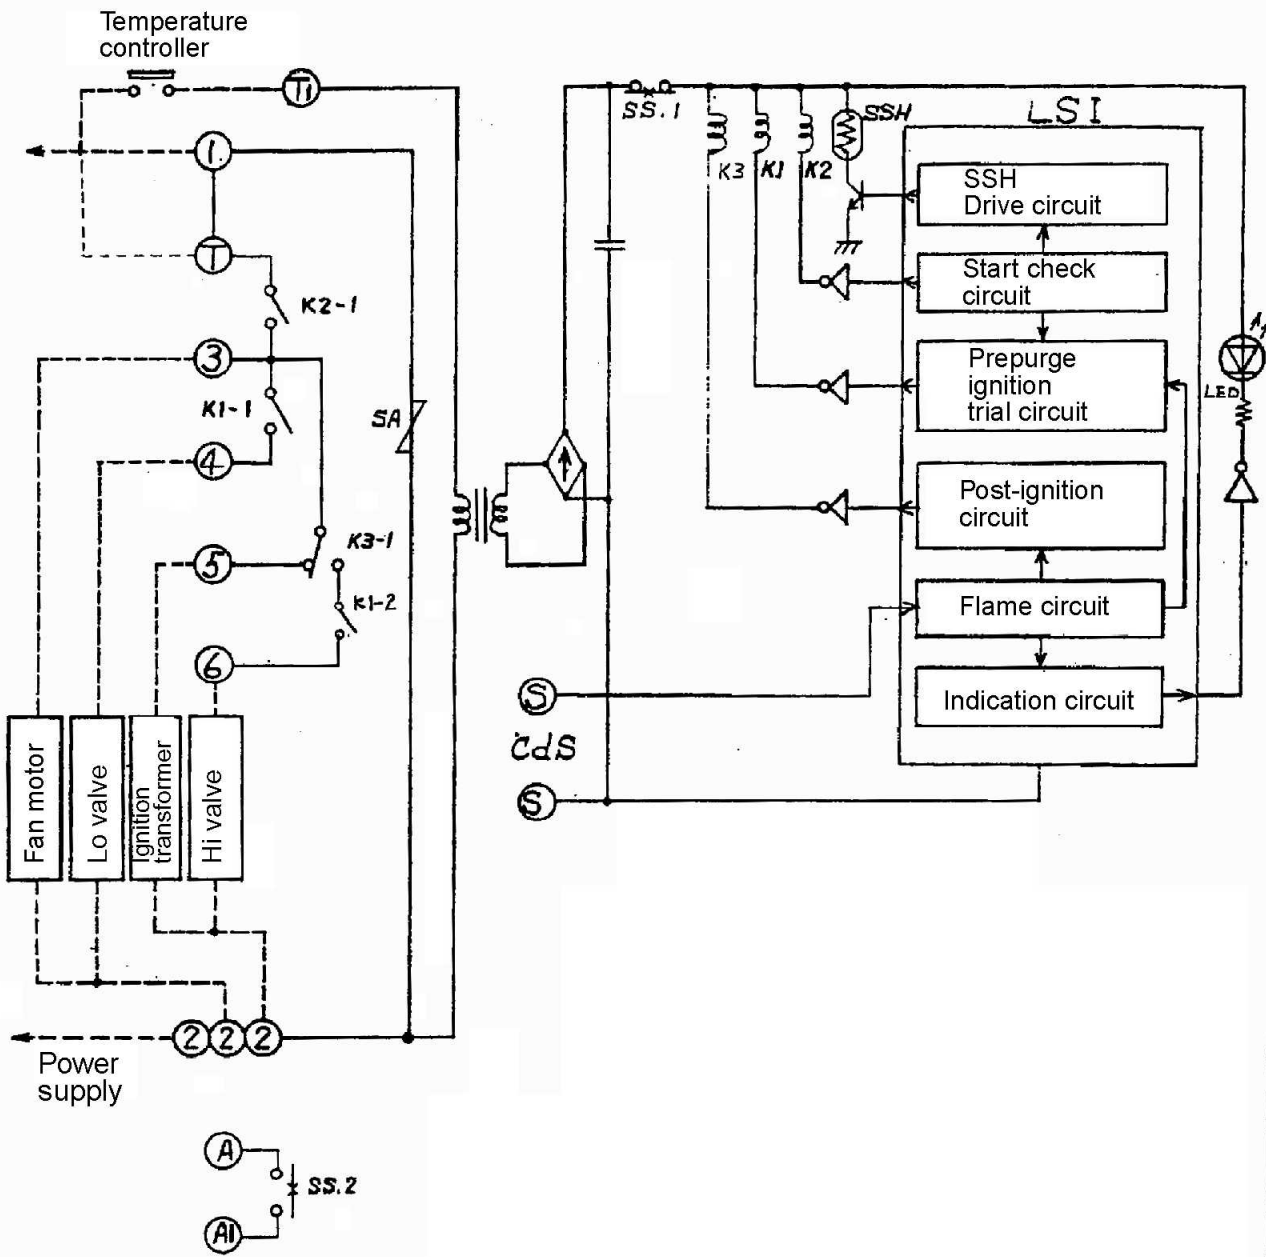 Temperature
controller
T1
1
T
K2-1
3
K1-1
4
SA
5
K3-1
K1-2
6
Fan motor
Lo valve
Ignition
transformer
Hi valve
2 2 2
Power
supply
A
SS.2
A1
SS.1
K3
K1
K2
SSH
LSI
SSH
Drive circuit
Start check
circuit
Prepurge
ignition
trial circuit
Post-ignition
circuit
Flame circuit
Indication circuit
LED
S
CdS
S